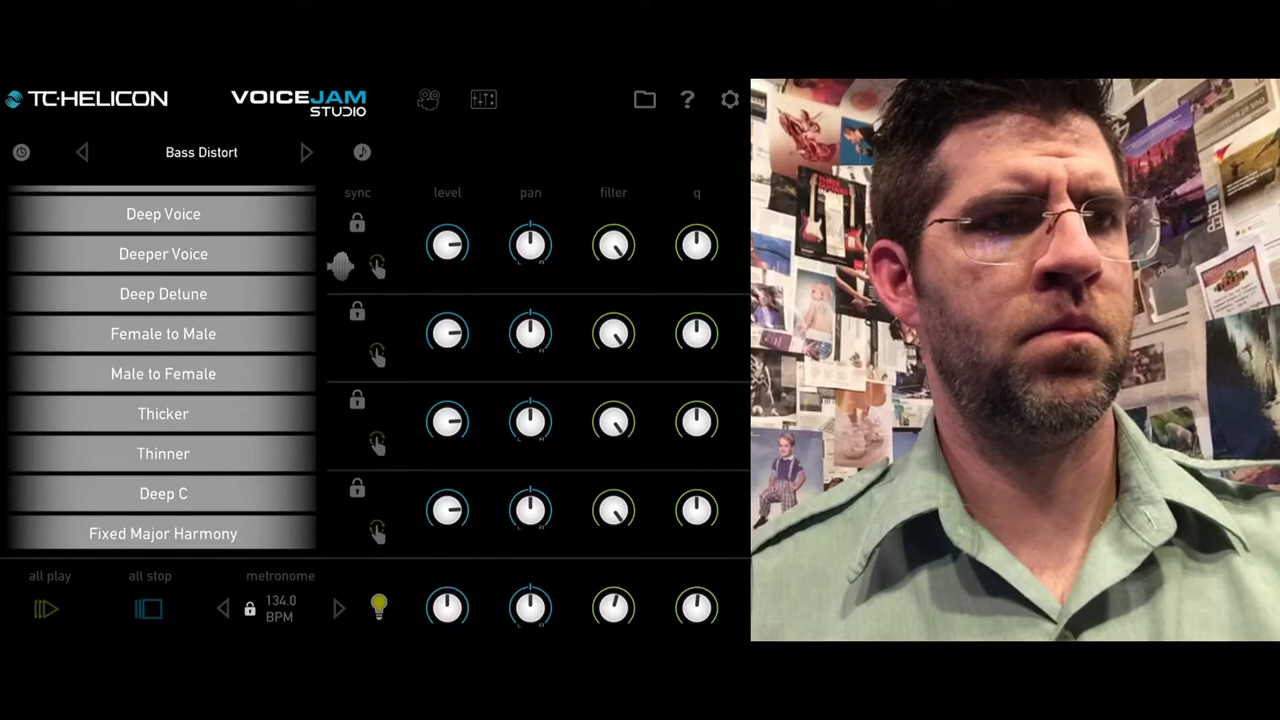 TC·HELICON
VOICEJAM
STUDIO
?
Bass Distort
Deep Voice
Deeper Voice
Deep Detune
Female to Male
Male to Female
Thicker
Thinner
Deep C
Fixed Major Harmony
sync
level
pan
filter
q
L R
L R
L R
L R
all play
all stop
metronome
134.0
BPM
L R